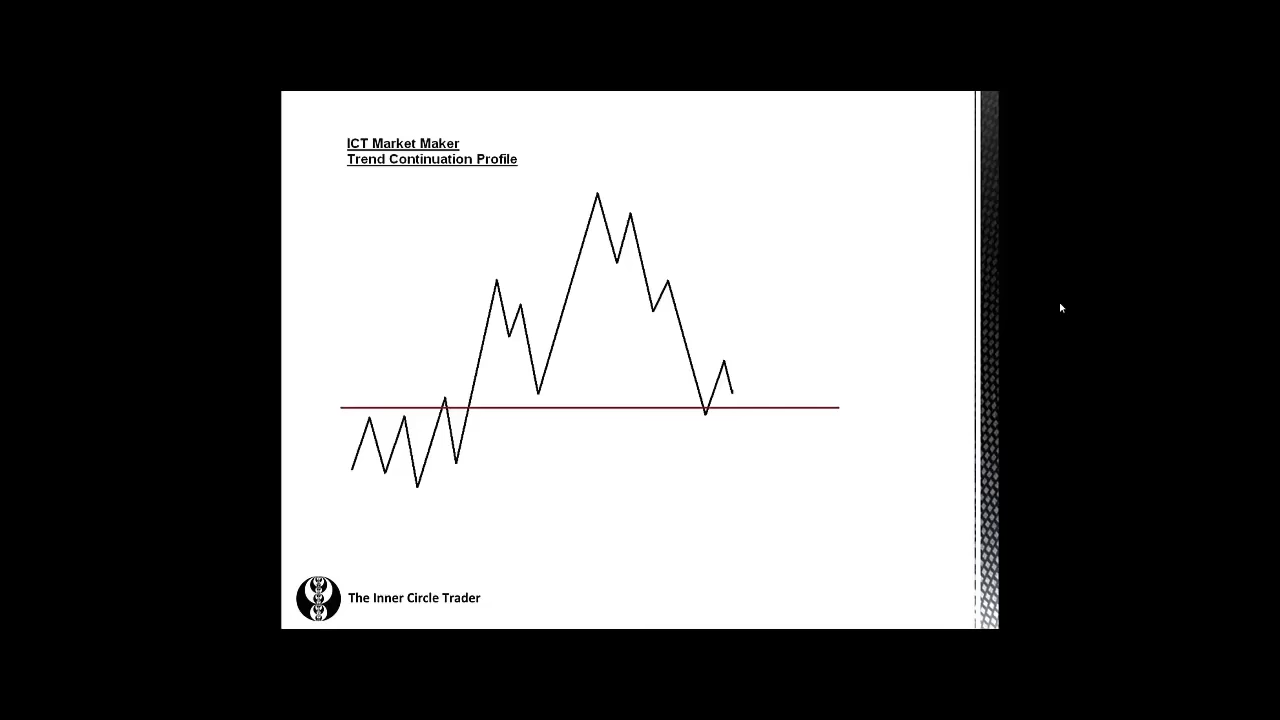 ICT Market Maker
Trend Continuation Profile
The Inner Circle Trader